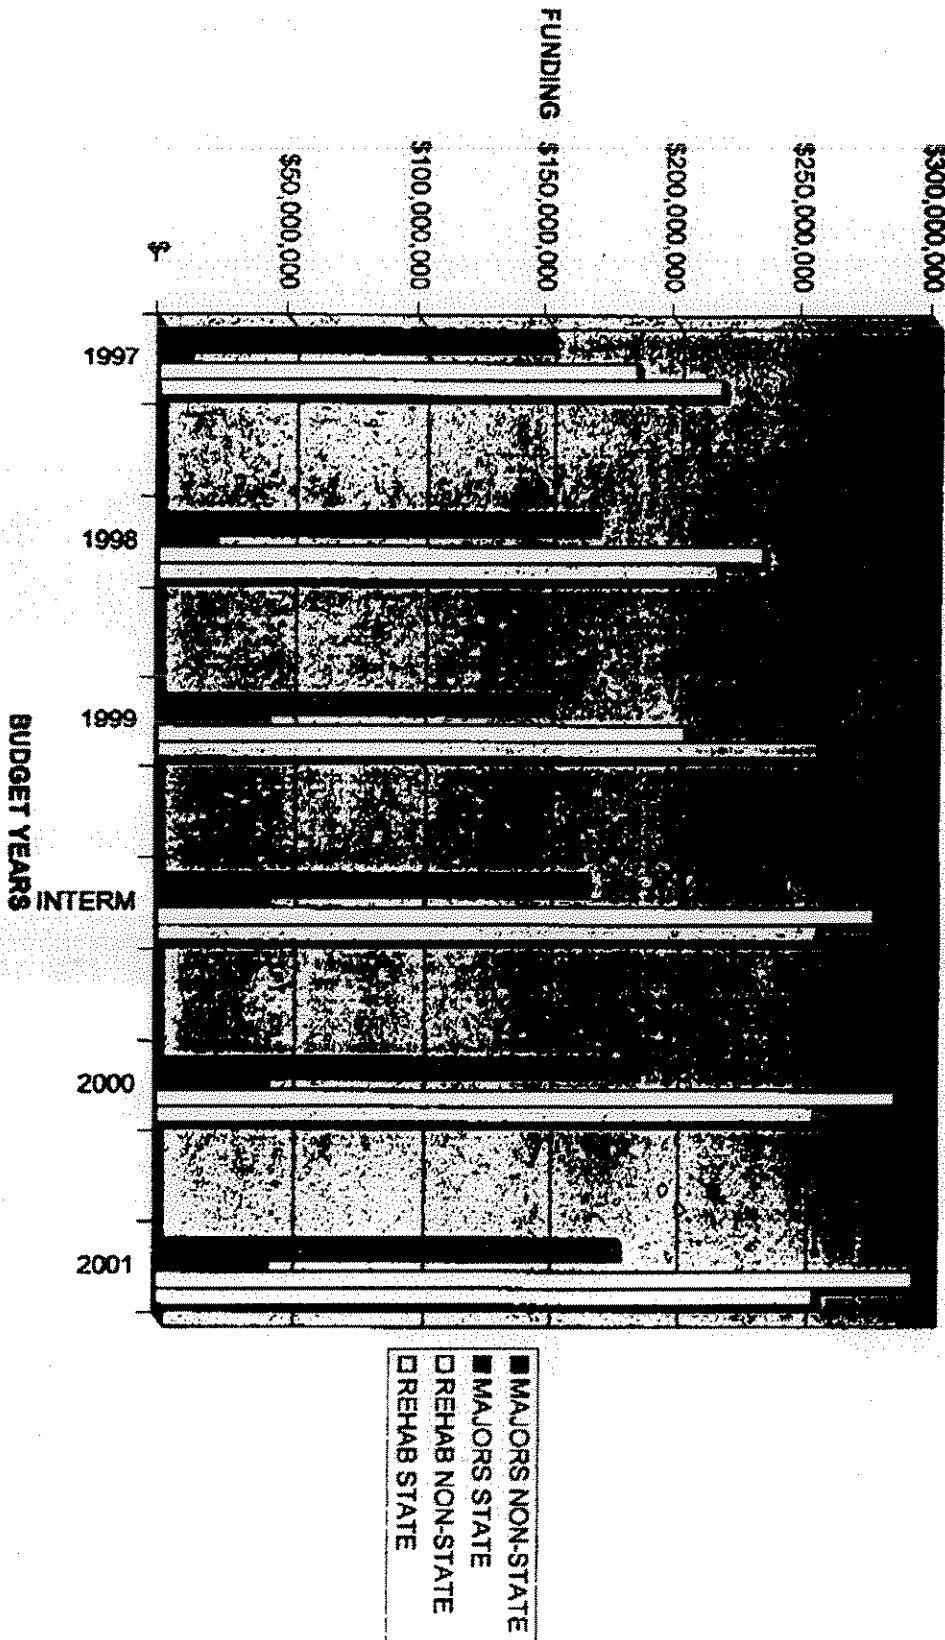 FUNDING
$300,000,000
$250,000,000
$200,000,000
$150,000,000
$100,000,000
$50,000,000
$-
1997
1998
1999
INTERM
2000
2001
BUDGET YEARS
MAJORS NON-STATE
MAJORS STATE
REHAB NON-STATE
REHAB STATE